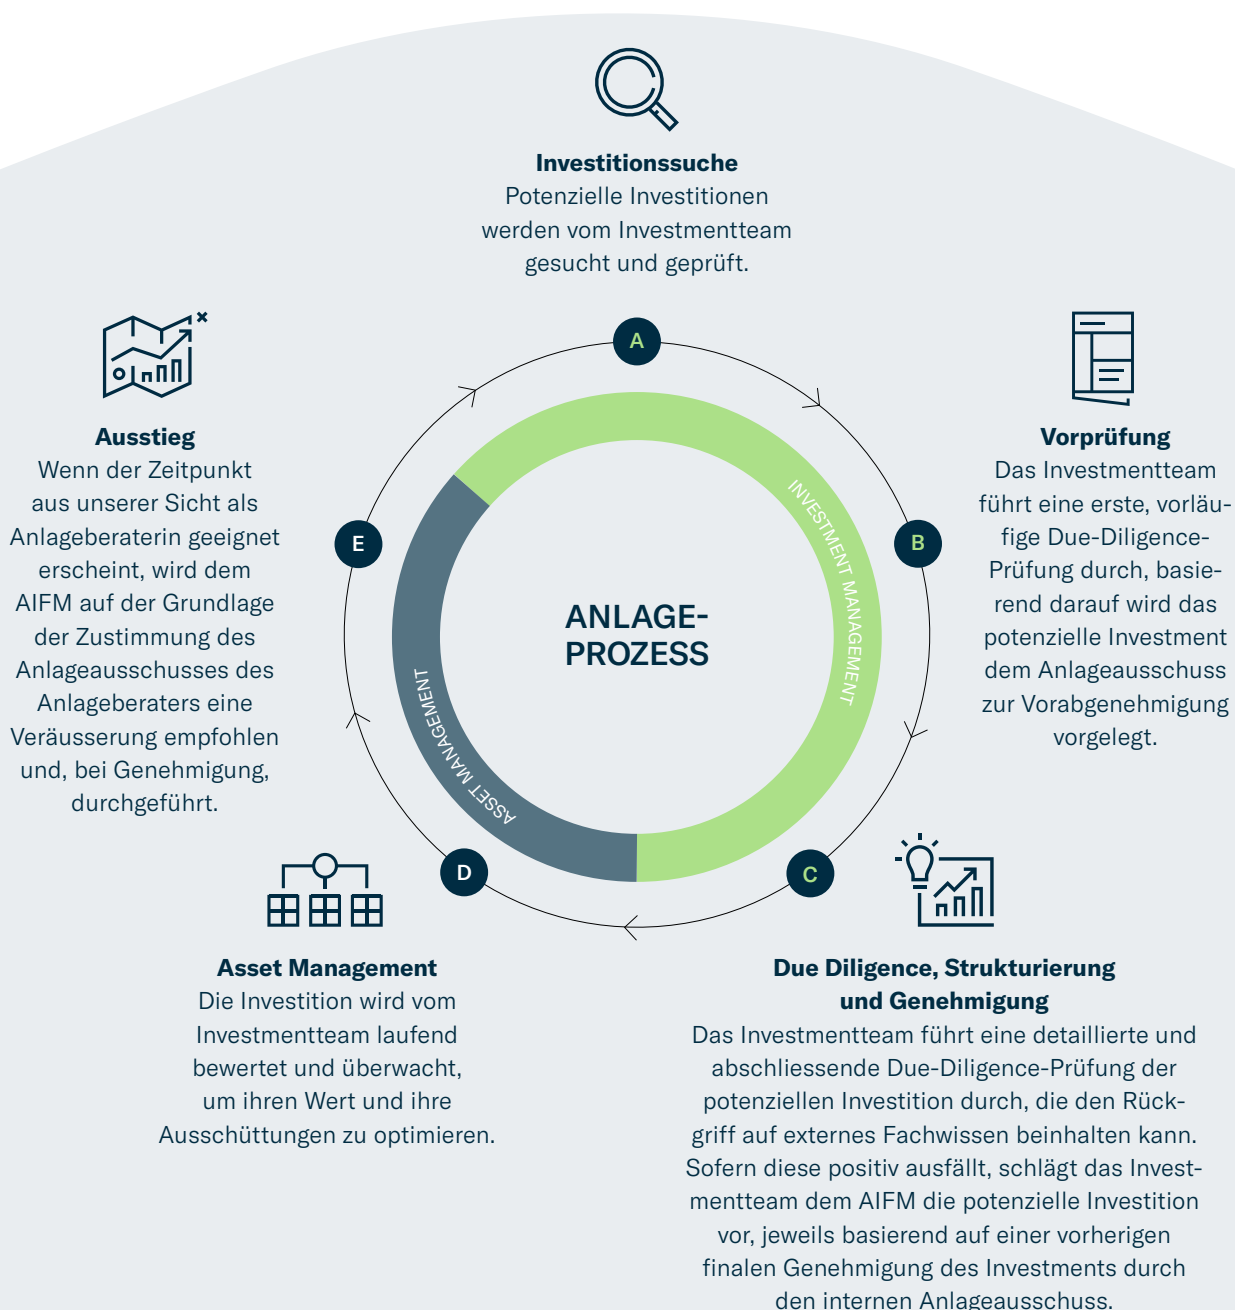 Investitionssuche
Potenzielle Investitionen
werden vom Investmentteam
gesucht und geprüft.
A
Vorprüfung
Das Investmentteam
führt eine erste, vorläu-
fige Due-Diligence-
Prüfung durch, basie-
rend darauf wird das
potenzielle Investment
dem Anlageausschuss
zur Vorabgenehmigung
vorgelegt.
B
Due Diligence, Strukturierung
und Genehmigung
Das Investmentteam führt eine detaillierte und
abschliessende Due-Diligence-Prüfung der
potenziellen Investition durch, die den Rück-
griff auf externes Fachwissen beinhalten kann.
Sofern diese positiv ausfällt, schlägt das Invest-
mentteam dem AIFM die potenzielle Investition
vor, jeweils basierend auf einer vorherigen
finalen Genehmigung des Investments durch
den internen Anlageausschuss.
C
Asset Management
Die Investition wird vom
Investmentteam laufend
bewertet und überwacht,
um ihren Wert und ihre
Ausschüttungen zu optimieren.
D
Ausstieg
Wenn der Zeitpunkt
aus unserer Sicht als
Anlageberaterin geeignet
erscheint, wird dem
AIFM auf der Grundlage
der Zustimmung des
Anlageausschusses des
Anlageberaters eine
Veräusserung empfohlen
und, bei Genehmigung,
durchgeführt.
E
INVESTMENT MANAGEMENT
ASSET MANAGEMENT
ANLAGE-
PROZESS